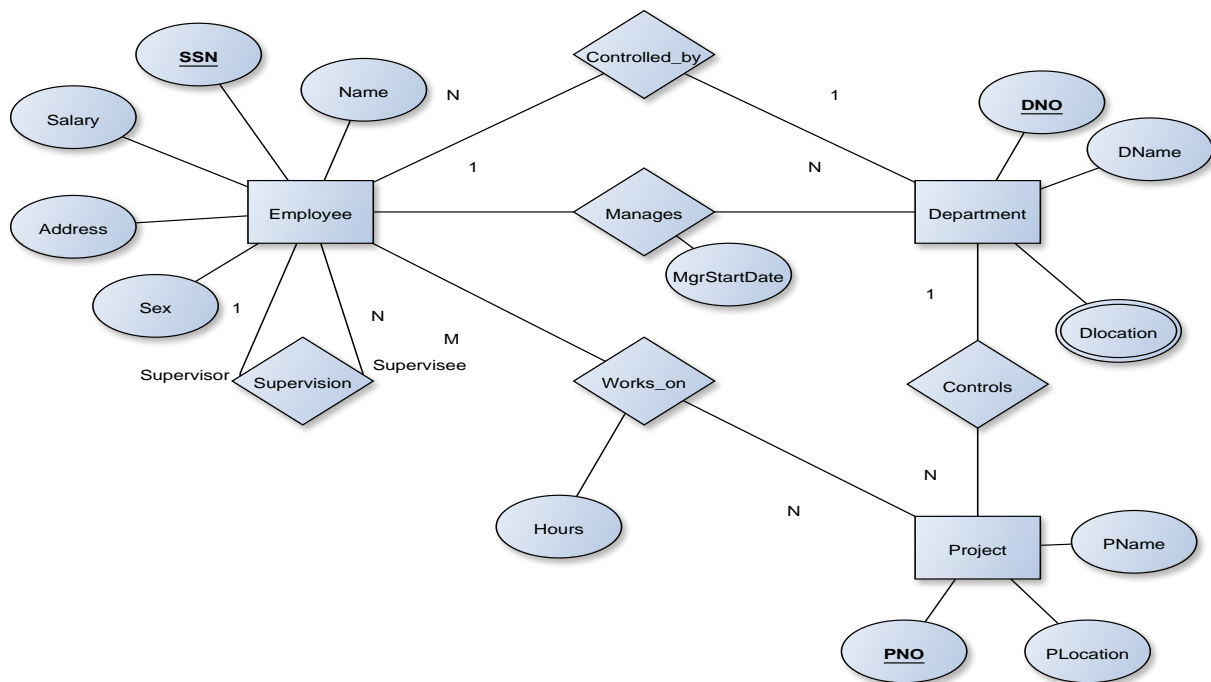 SSN
Controlled_by
Name
N
1
DNO
Salary
DName
1
N
Employee
Manages
Department
Address
MgrStartDate
Sex
1
N
1
Dlocation
M
Supervisor
Supervisee
Supervision
Works_on
Controls
N
Hours
N
Project
PName
PNO
PLocation